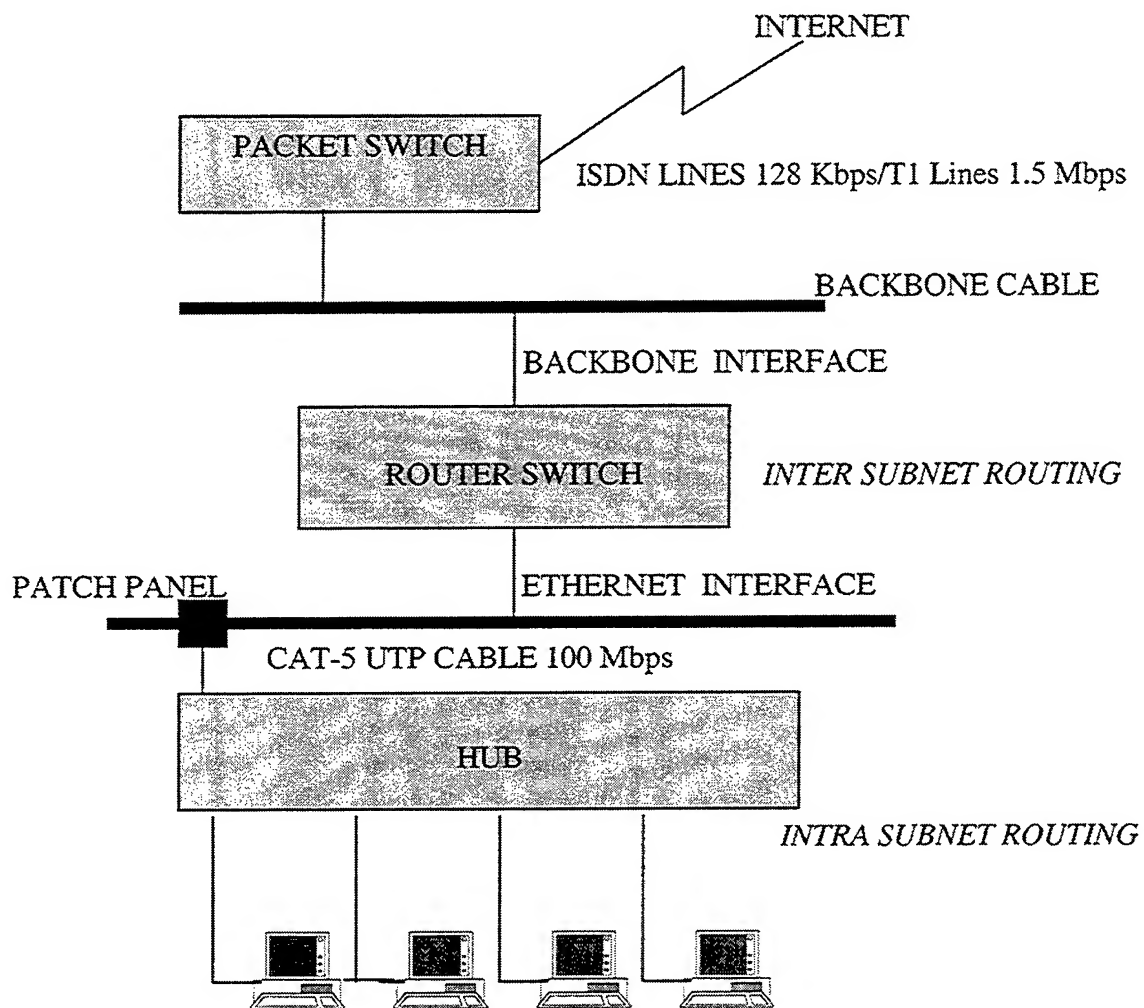 INTERNET
PACKET SWITCH
ISDN LINES 128 Kbps/T1 Lines 1.5 Mbps
BACKBONE CABLE
BACKBONE INTERFACE
ROUTER SWITCH
INTER SUBNET ROUTING
PATCH PANEL
ETHERNET INTERFACE
CAT-5 UTP CABLE 100 Mbps
HUB
INTRA SUBNET ROUTING